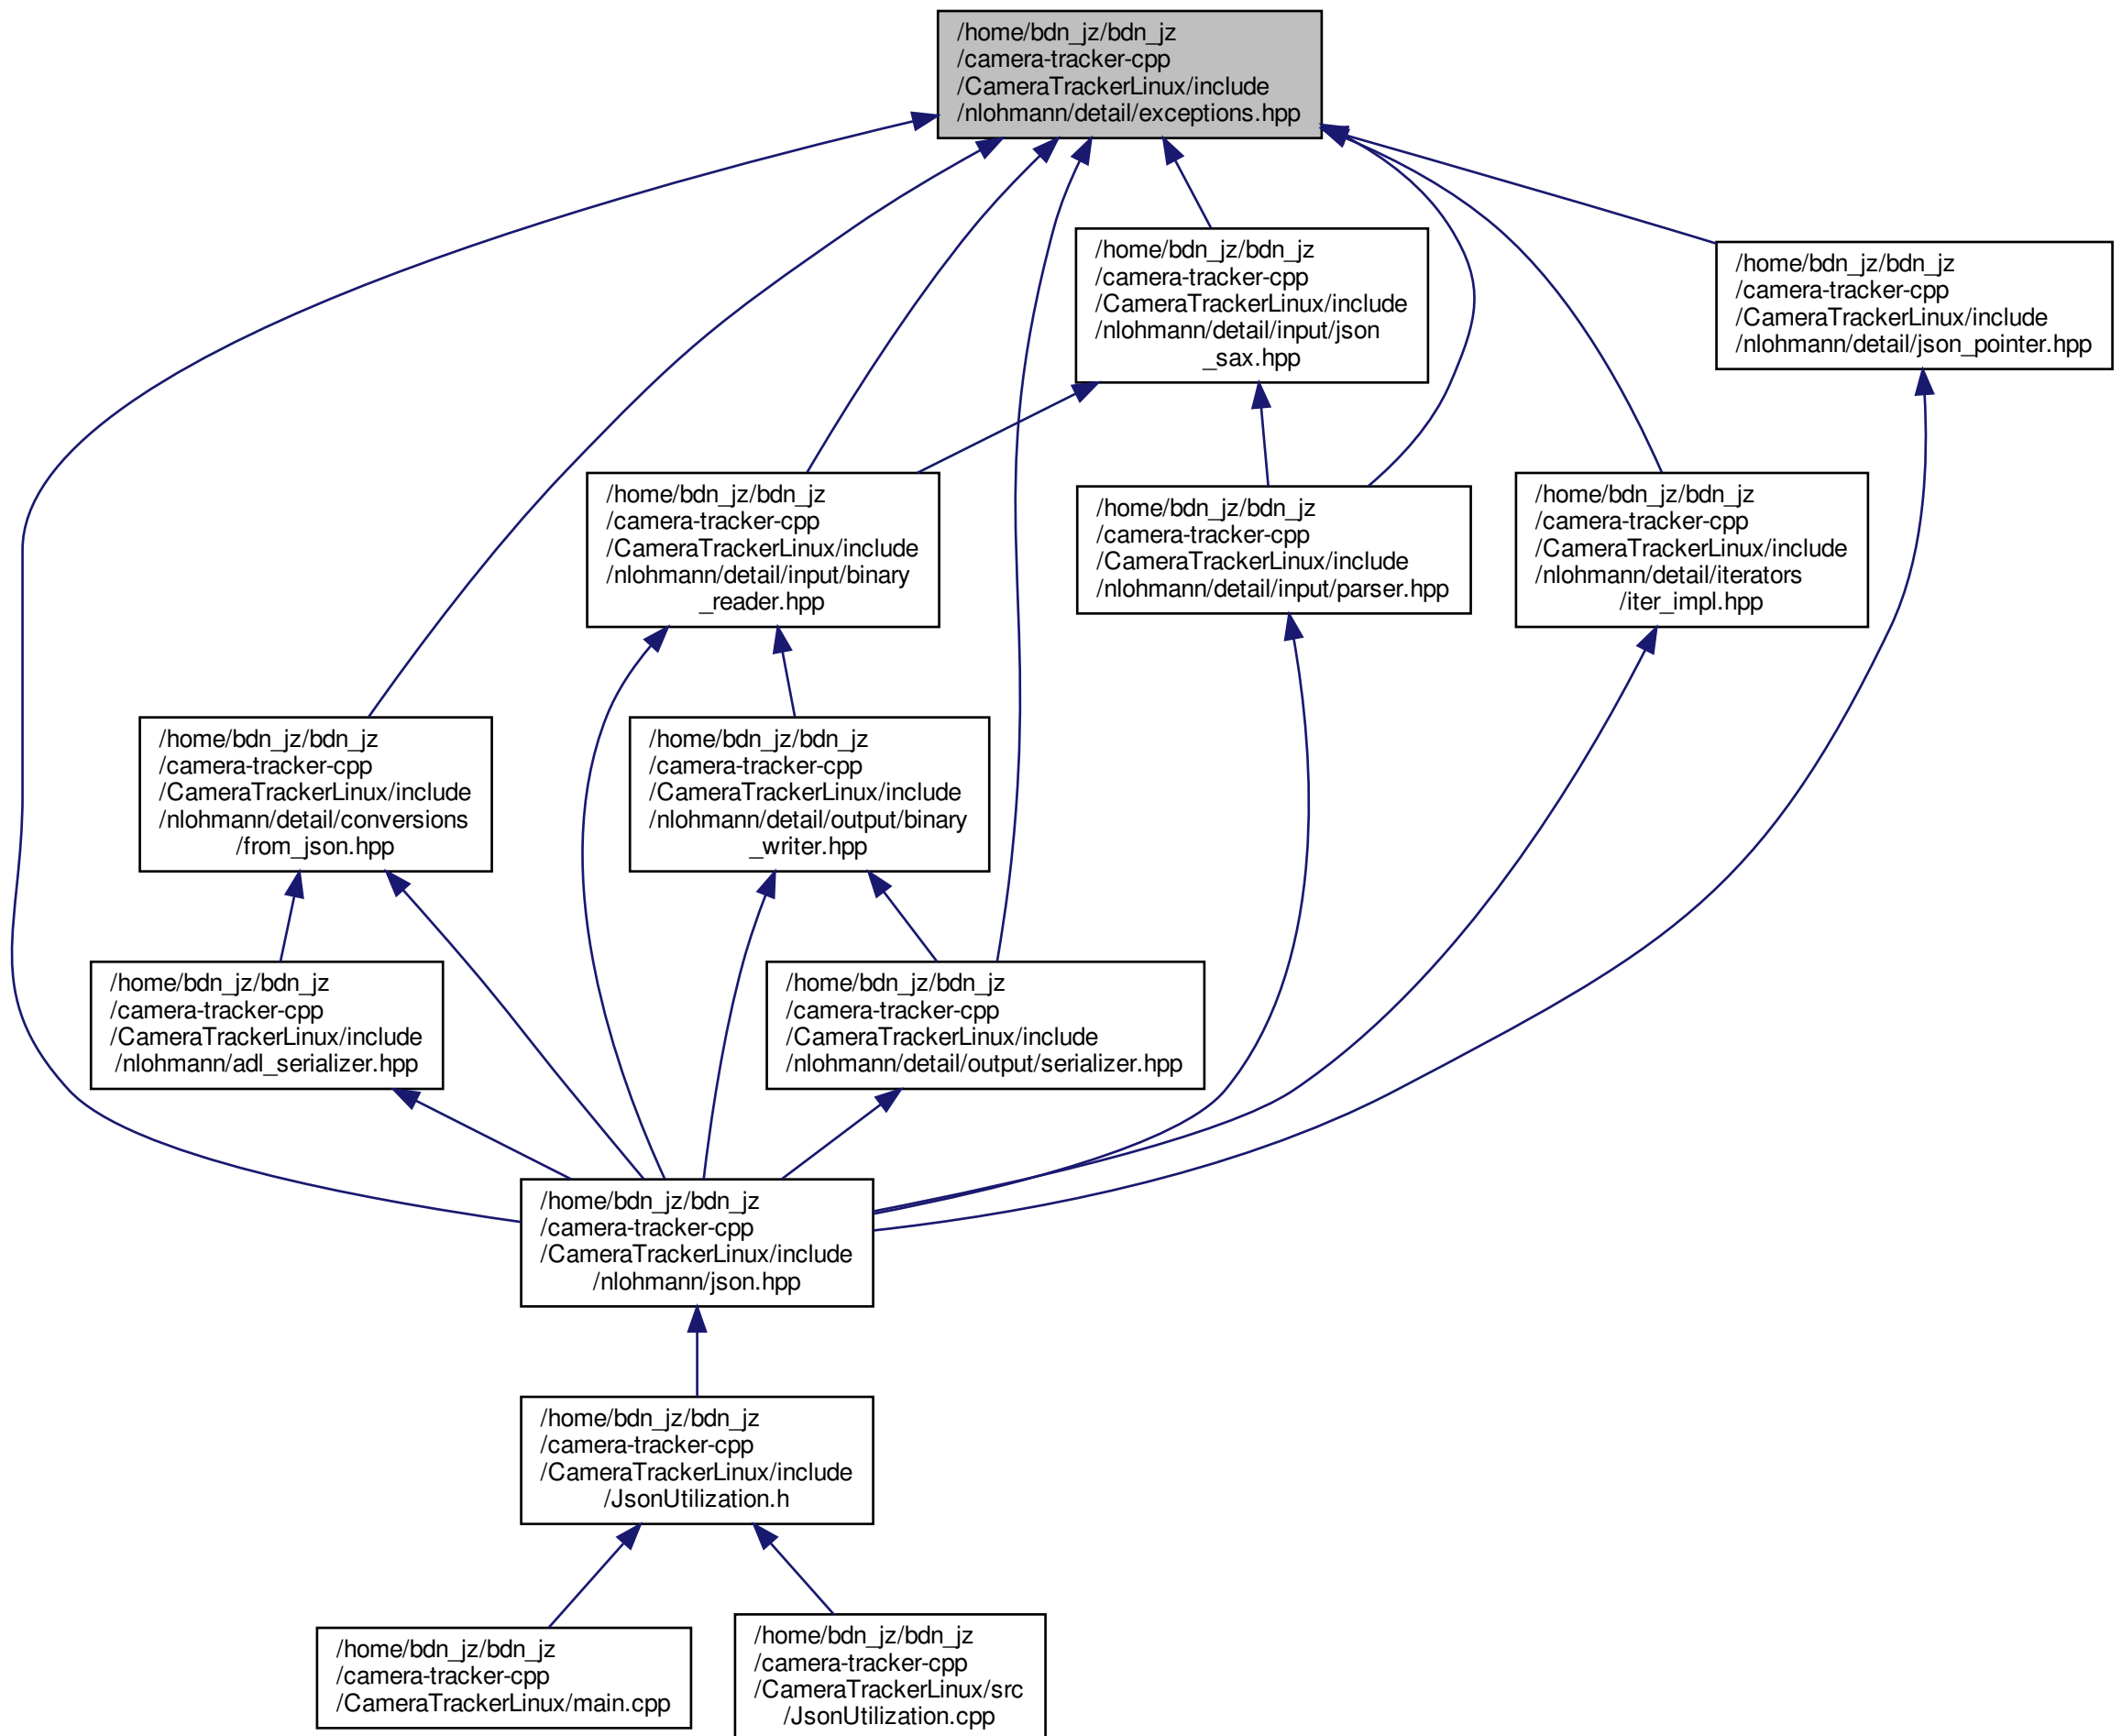 /home/bdn_jz/bdn_jz
/camera-tracker-cpp
/CameraTrackerLinux/include
/nlohmann/detail/exceptions.hpp
/home/bdn_jz/bdn_jz
/camera-tracker-cpp
/CameraTrackerLinux/include
/nlohmann/detail/input/json
_sax.hpp
/home/bdn_jz/bdn_jz
/camera-tracker-cpp
/CameraTrackerLinux/include
/nlohmann/detail/json_pointer.hpp
/home/bdn_jz/bdn_jz
/camera-tracker-cpp
/CameraTrackerLinux/include
/nlohmann/detail/input/binary
_reader.hpp
/home/bdn_jz/bdn_jz
/camera-tracker-cpp
/CameraTrackerLinux/include
/nlohmann/detail/input/parser.hpp
/home/bdn_jz/bdn_jz
/camera-tracker-cpp
/CameraTrackerLinux/include
/nlohmann/detail/iterators
/iter_impl.hpp
/home/bdn_jz/bdn_jz
/camera-tracker-cpp
/CameraTrackerLinux/include
/nlohmann/detail/conversions
/from_json.hpp
/home/bdn_jz/bdn_jz
/camera-tracker-cpp
/CameraTrackerLinux/include
/nlohmann/detail/output/binary
_writer.hpp
/home/bdn_jz/bdn_jz
/camera-tracker-cpp
/CameraTrackerLinux/include
/nlohmann/adl_serializer.hpp
/home/bdn_jz/bdn_jz
/camera-tracker-cpp
/CameraTrackerLinux/include
/nlohmann/detail/output/serializer.hpp
/home/bdn_jz/bdn_jz
/camera-tracker-cpp
/CameraTrackerLinux/include
/nlohmann/json.hpp
/home/bdn_jz/bdn_jz
/camera-tracker-cpp
/CameraTrackerLinux/include
/JsonUtilization.h
/home/bdn_jz/bdn_jz
/camera-tracker-cpp
/CameraTrackerLinux/main.cpp
/home/bdn_jz/bdn_jz
/camera-tracker-cpp
/CameraTrackerLinux/src
/JsonUtilization.cpp